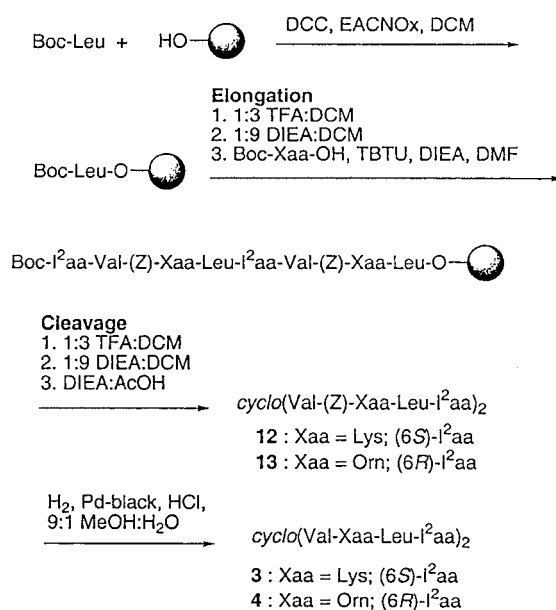 Boc-Leu + HO
DCC, EACNOx, DCM
Elongation
1. 1:3 TFA:DCM
2. 1:9 DIEA:DCM
3. Boc-Xaa-OH, TBTU, DIEA, DMF
Boc-Leu-O
Boc-I²aa-Val-(Z)-Xaa-Leu-I²aa-Val-(Z)-Xaa-Leu-O
Cleavage
1. 1:3 TFA:DCM
2. 1:9 DIEA:DCM
3. DIEA:AcOH
cyclo(Val-(Z)-Xaa-Leu-I²aa)₂
12 : Xaa = Lys; (6S)-I²aa
13 : Xaa = Orn; (6R)-I²aa
H₂, Pd-black, HCl,
9:1 MeOH:H₂O
cyclo(Val-Xaa-Leu-I²aa)₂
3 : Xaa = Lys; (6S)-I²aa
4 : Xaa = Orn; (6R)-I²aa